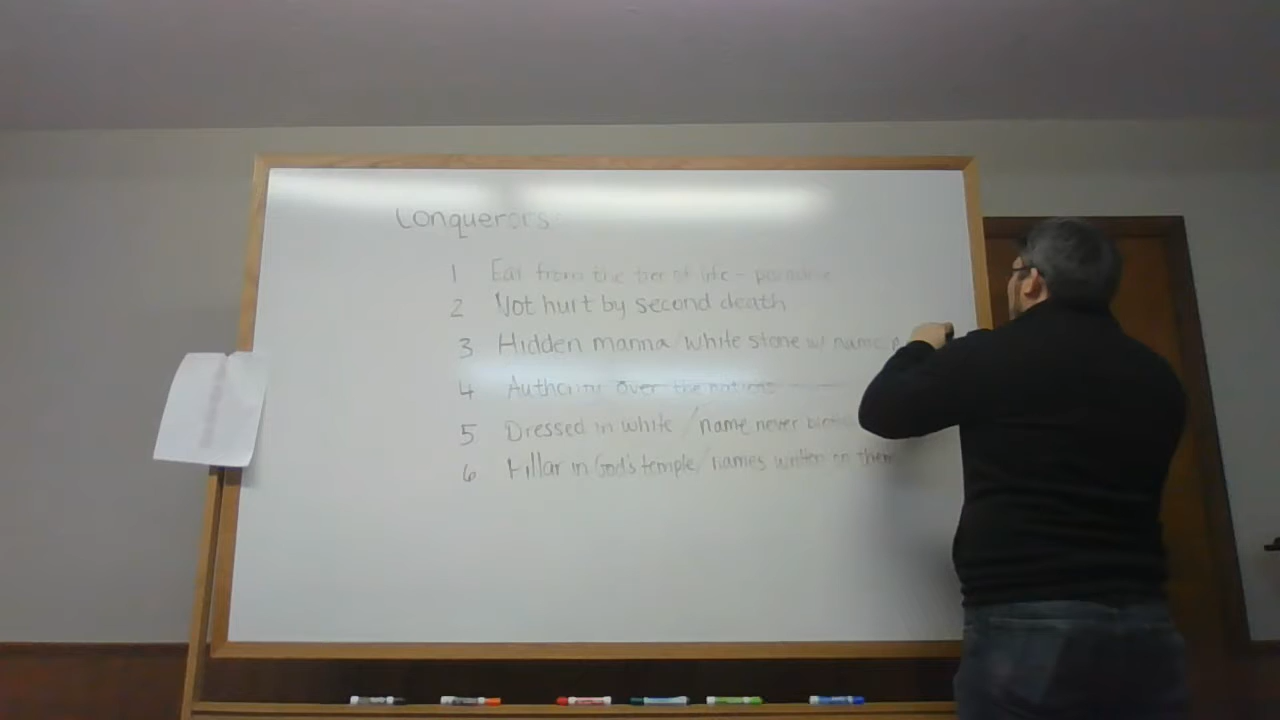 Conquerors:
1 Eat from the tree of life - paradise
2 Not hurt by second death
3 Hidden manna/white stone w/ name
4 Authority over the nations
5 Dressed in white / name never
6 Pillar in God's temple/names written on them